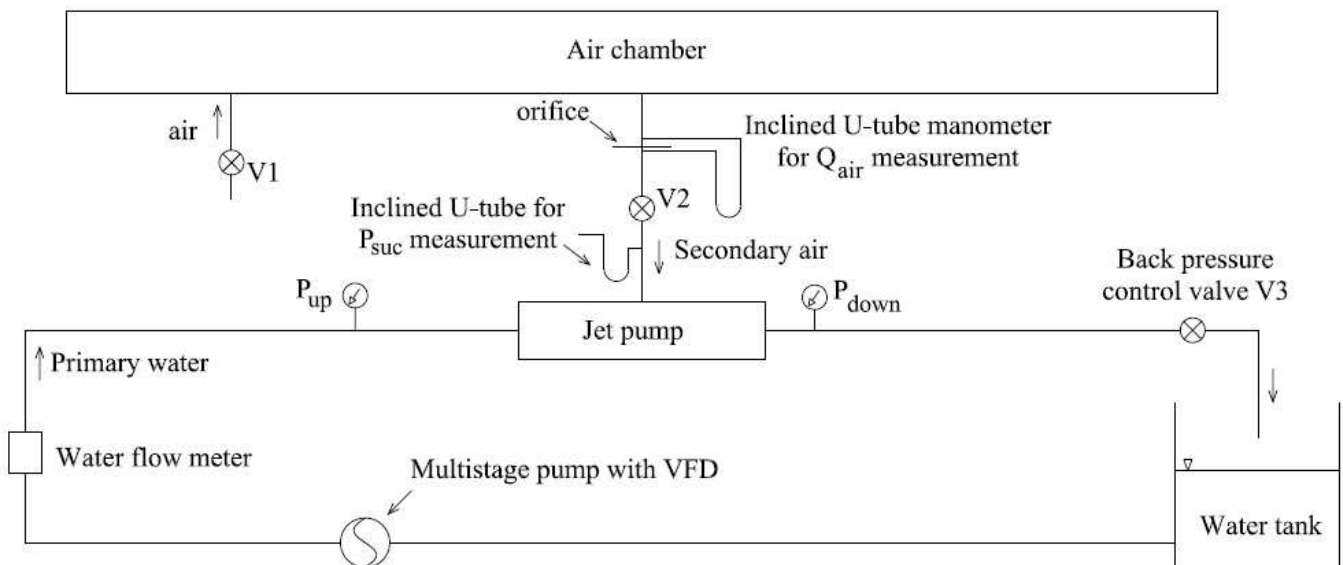 Air chamber
orifice
Inclined U-tube manometer
for Q_air measurement
air
V1
V2
Inclined U-tube for
P_suc measurement
Secondary air
Back pressure
control valve V3
P_up
P_down
Jet pump
Primary water
Water flow meter
Multistage pump with VFD
Water tank